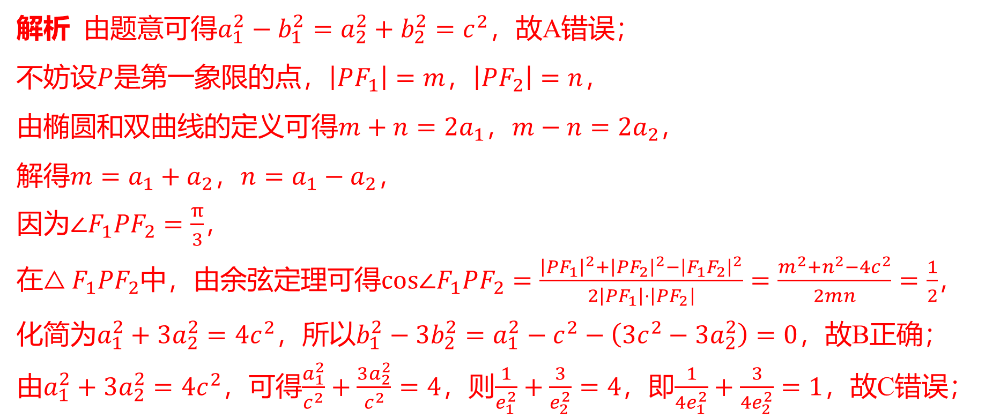 解析 由题意可得$a_1^2-b_1^2=a_2^2+b_2^2=c^2$，故A错误；
不妨设$P$是第一象限的点，$|PF_1|=m$，$|PF_2|=n$，
由椭圆和双曲线的定义可得$m+n=2a_1$，$m-n=2a_2$，
解得$m=a_1+a_2$，$n=a_1-a_2$，
因为$\angle F_1PF_2=\frac{\pi}{3}$，
在$\triangle F_1PF_2$中，由余弦定理可得$\cos\angle F_1PF_2=\frac{|PF_1|^2+|PF_2|^2-|F_1F_2|^2}{2|PF_1|\cdot|PF_2|}=\frac{m^2+n^2-4c^2}{2mn}=\frac{1}{2}$，
化简为$a_1^2+3a_2^2=4c^2$，所以$b_1^2-3b_2^2=a_1^2-c^2-(3c^2-3a_2^2)=0$，故B正确；
由$a_1^2+3a_2^2=4c^2$，可得$\frac{a_1^2}{c^2}+\frac{3a_2^2}{c^2}=4$，则$\frac{1}{e_1^2}+\frac{3}{e_2^2}=4$，即$\frac{1}{4e_1^2}+\frac{3}{4e_2^2}=1$，故C错误；